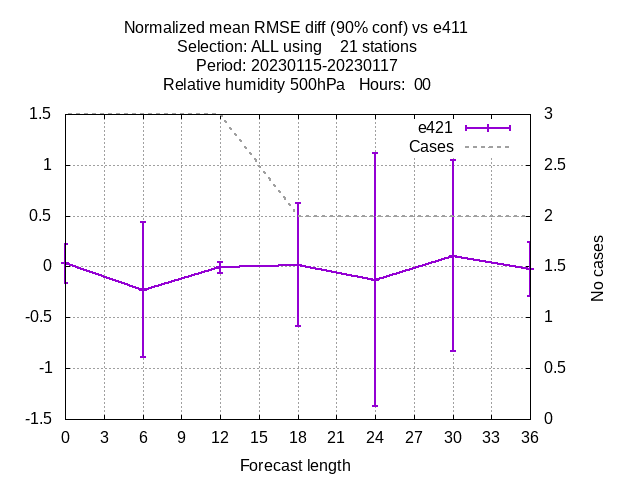 Normalized mean RMSE diff (90% conf) vs e411
Selection: ALL using    21 stations
Period: 20230115-20230117
Relative humidity 500hPa   Hours:  00
1.5
1
0.5
0
-0.5
-1
-1.5
3
2.5
2
1.5
1
0.5
0
e421
Cases
No cases
0 3 6 9 12 15 18 21 24 27 30 33 36
Forecast length